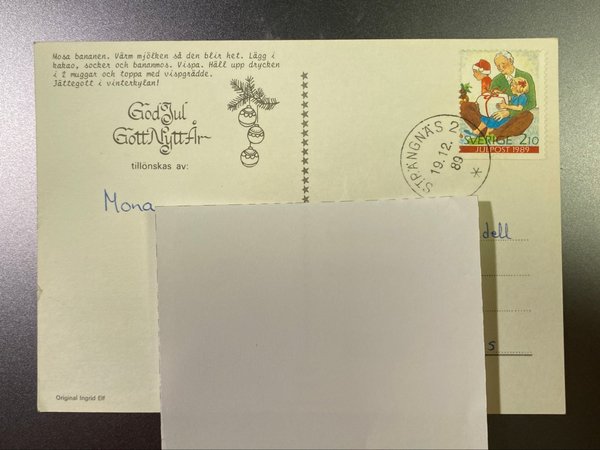 Mosa bananen. Värm mjölken så den blir het. Lägg i
kakao, socker och bananmos. Vispa. Häll upp drycken
i 2 muggar och toppa med vispgrädde.
Jättegott i vinterkylan!
God Jul
Gott Nytt År
tillönskas av:
Mona
Original Ingrid Elf
SVERIGE 2,10
JULPOST 1989
STRÄNGNÄS 2
19.12.
89
*
dell
s